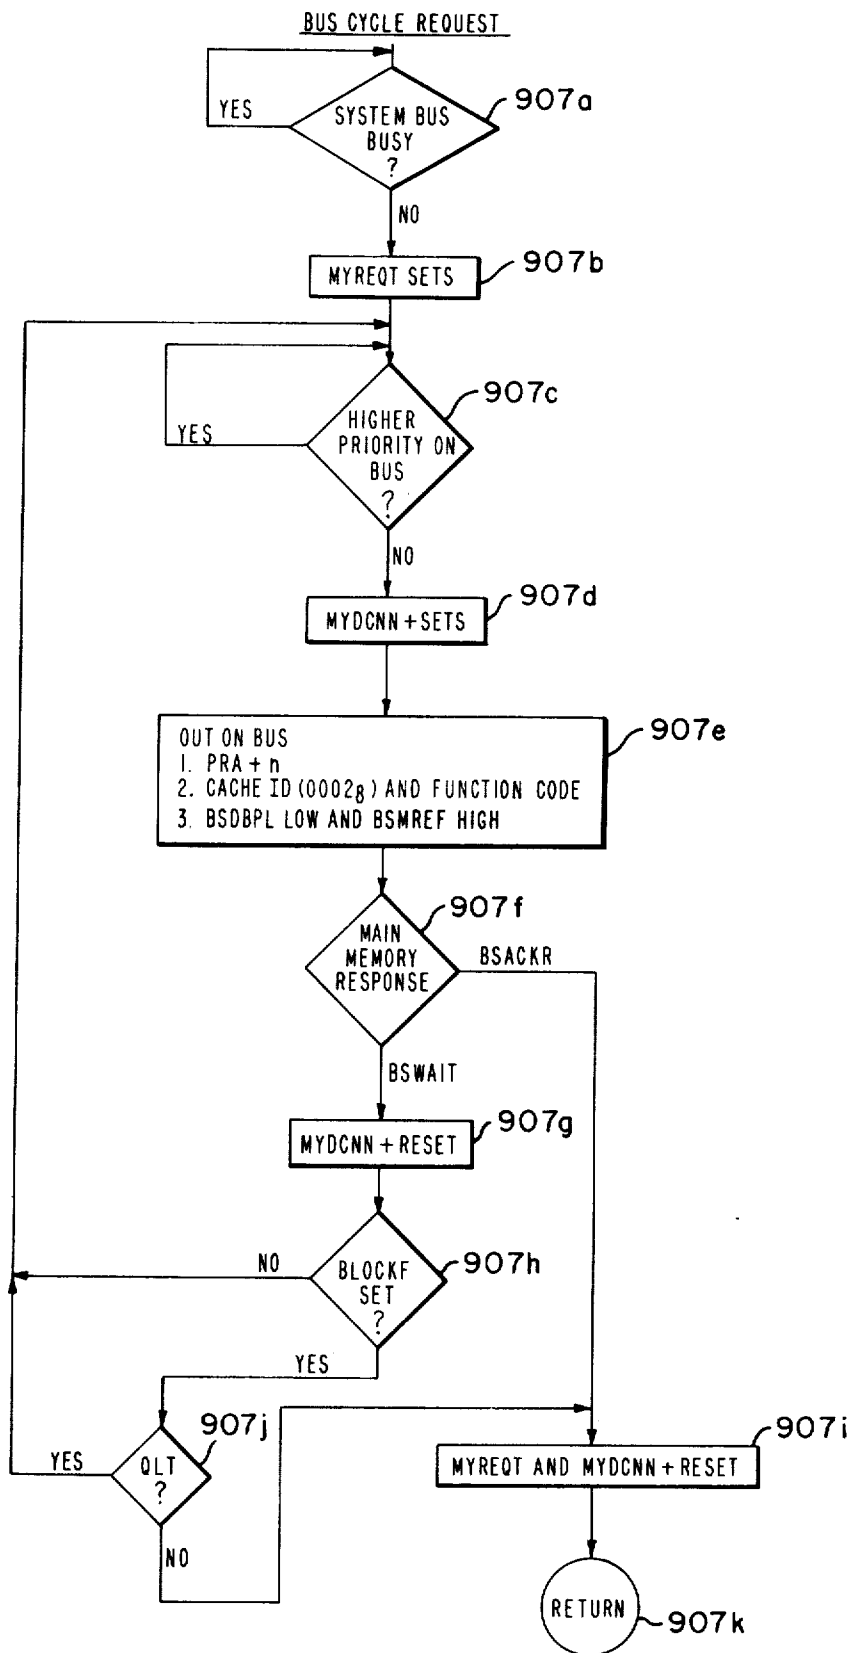 BUS CYCLE REQUEST
YES
SYSTEM BUS
BUSY
?
907a
NO
MYREQT SETS
907b
907c
YES
HIGHER
PRIORITY ON
BUS
?
NO
MYDCNN+SETS
907d
OUT ON BUS
1. PRA+n
2. CACHE ID (0002₈) AND FUNCTION CODE
3. BSDBPL LOW AND BSMREF HIGH
907e
907f
MAIN
MEMORY
RESPONSE
BSACKR
BSWAIT
MYDCNN+RESET
907g
NO
BLOCKF
SET
?
907h
YES
907j
YES
QLT
?
NO
MYREQT AND MYDCNN+RESET
907i
RETURN
907k